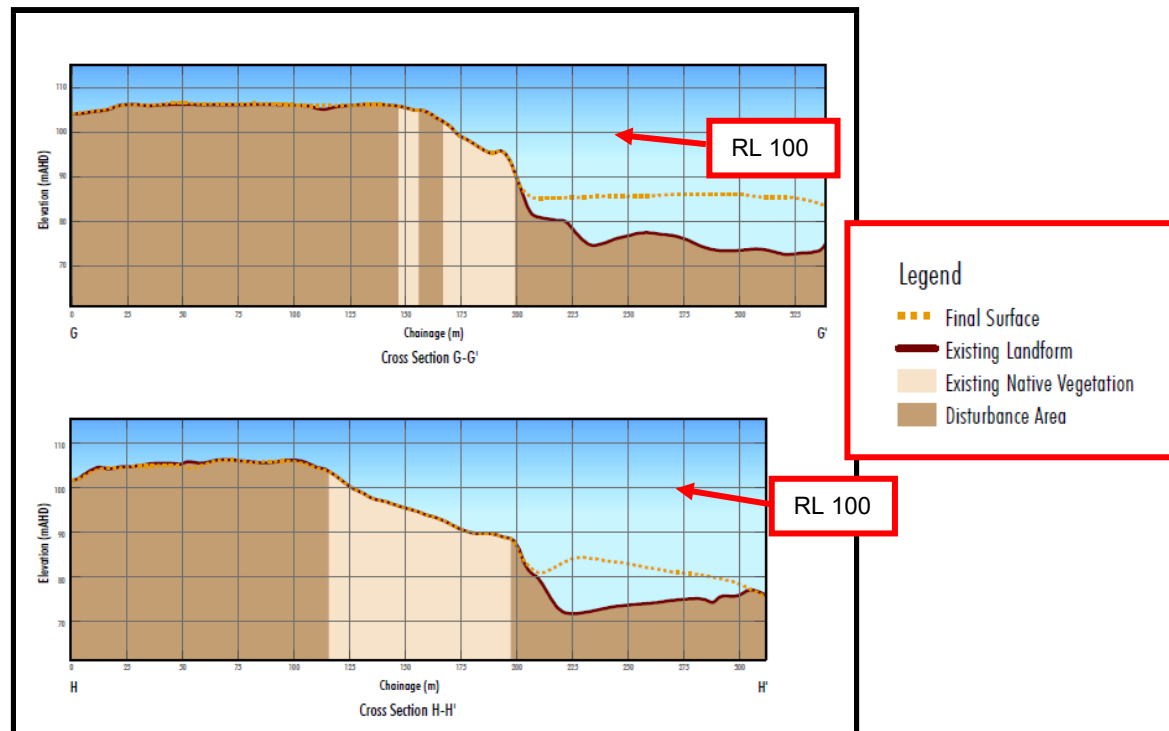 110
100
90
80
70
Elevation (mAHD)
RL 100
0 25 50 75 100 125 150 175 200 225 250 275 300 325
G Chainage (m) G'
Cross Section G-G'
Legend
Final Surface
Existing Landform
Existing Native Vegetation
Disturbance Area
110
100
90
80
70
Elevation (mAHD)
RL 100
0 25 50 75 100 125 150 175 200 225 250 275 300
H Chainage (m) H'
Cross Section H-H'